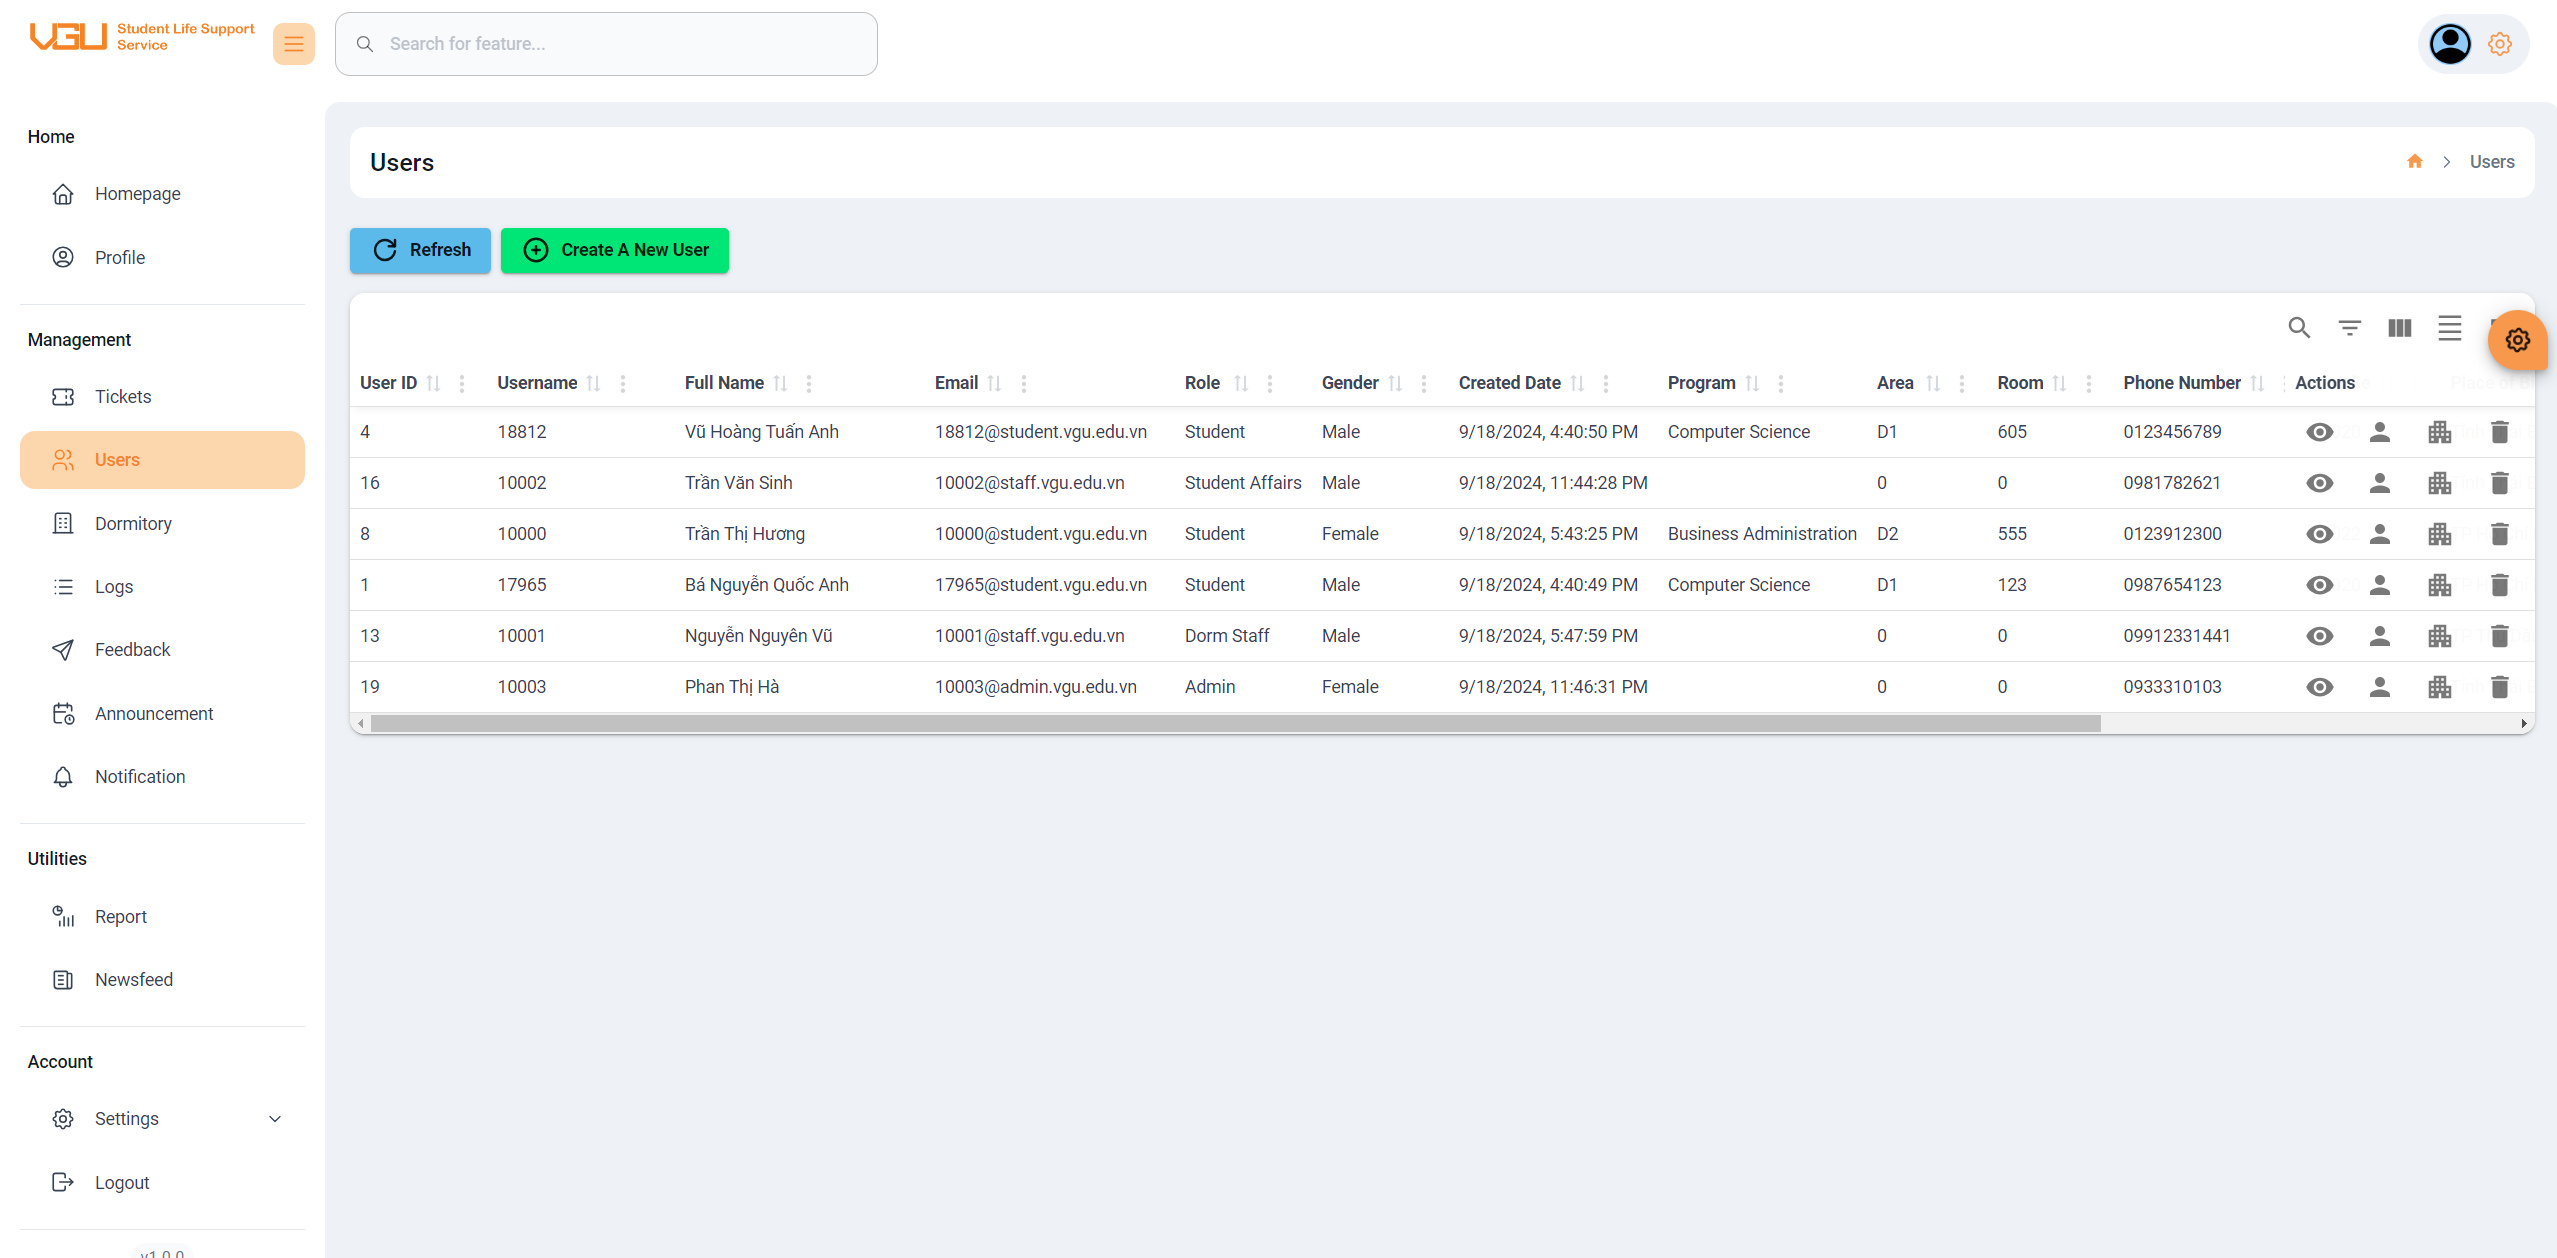 VGU Student Life Support
Service
Search for feature...
Home
Homepage
Profile
Management
Tickets
Users
Dormitory
Logs
Feedback
Announcement
Notification
Utilities
Report
Newsfeed
Account
Settings
Logout
v1.0.0
Users
Users
Refresh
Create A New User
User ID Username Full Name Email Role Gender Created Date Program Area Room Phone Number Actions
4 18812 Vũ Hoàng Tuấn Anh 18812@student.vgu.edu.vn Student Male 9/18/2024, 4:40:50 PM Computer Science D1 605 0123456789
16 10002 Trần Văn Sinh 10002@staff.vgu.edu.vn Student Affairs Male 9/18/2024, 11:44:28 PM 0 0 0981782621
8 10000 Trần Thị Hương 10000@student.vgu.edu.vn Student Female 9/18/2024, 5:43:25 PM Business Administration D2 555 0123912300
1 17965 Bá Nguyễn Quốc Anh 17965@student.vgu.edu.vn Student Male 9/18/2024, 4:40:49 PM Computer Science D1 123 0987654123
13 10001 Nguyễn Nguyên Vũ 10001@staff.vgu.edu.vn Dorm Staff Male 9/18/2024, 5:47:59 PM 0 0 09912331441
19 10003 Phan Thị Hà 10003@admin.vgu.edu.vn Admin Female 9/18/2024, 11:46:31 PM 0 0 0933310103